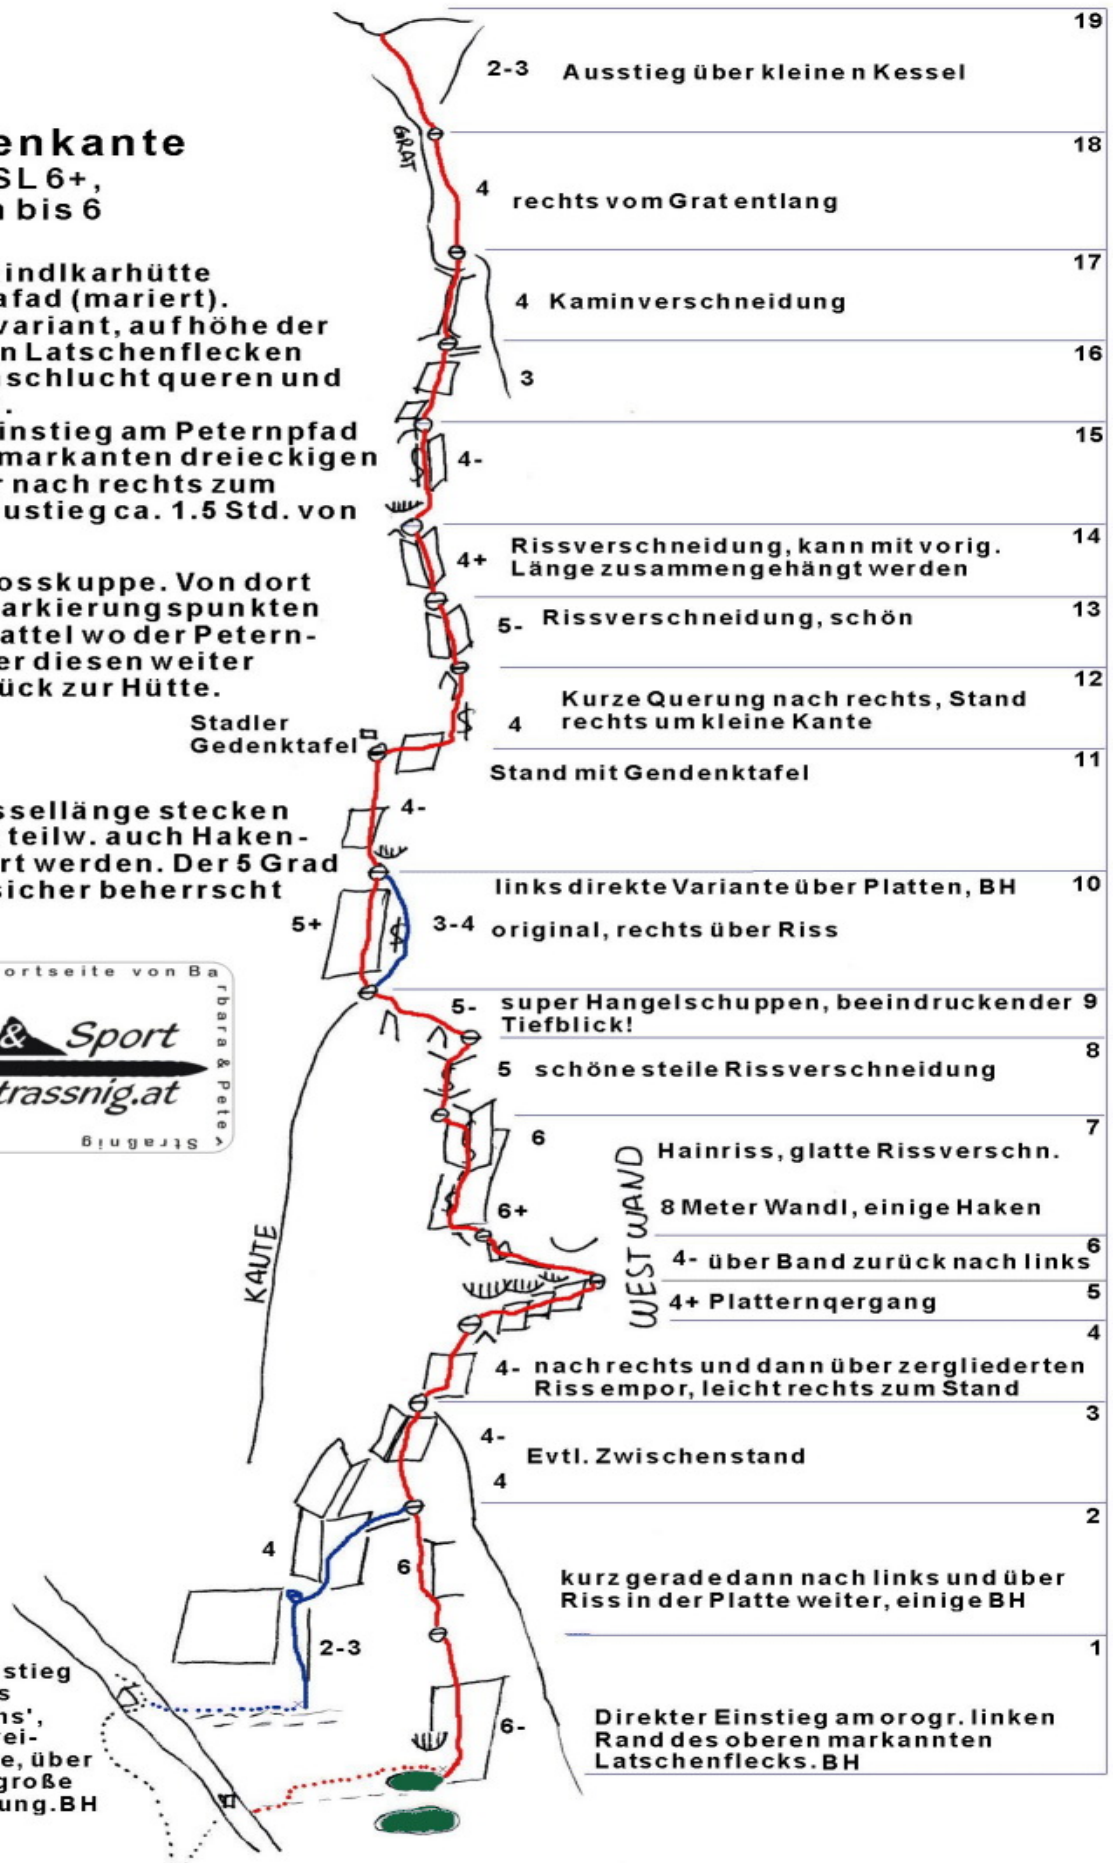 19
2-3 Ausstieg über kleinen Kessel
18
GRAT
4 rechts vom Grat entlang
17
4 Kaminverschneidung
16
3
15
4-
14
4+ Rissverschneidung, kann mit vorig.
Länge zusammengehängt werden
13
5- Rissverschneidung, schön
12
Kurze Querung nach rechts, Stand
4 rechts um kleine Kante
Stadler
Gedenktafel
11
Stand mit Gendenktafel
4-
10
links direkte Variante über Platten, BH
5+ 3-4 original, rechts über Riss
9
5- super Hangelschuppen, beeindruckender
Tiefblick!
8
5 schöne steile Rissverschneidung
7
6 Hainriss, glatte Rissverschn.
6+ 8 Meter Wandl, einige Haken
WESTWAND
KAUTE
6
4- über Band zurück nach links
5
4+ Platternqergang
4
4- nach rechts und dann über zergliederten
Riss empor, leicht rechts zum Stand
3
4-
Evtl. Zwischenstand
4
2
4
6
kurz gerade dann nach links und über
Riss in der Platte weiter, einige BH
1
2-3
6- Direkter Einstieg am orogr. linken
Rand des oberen markannten
Latschenflecks. BH
enkante
SL 6+,
bis 6
indlkarhütte
afad (mariert).
variant, auf höhe der
n Latschenflecken
schlucht queren und
.
instieg am Peternpfad
markanten dreieckigen
nach rechts zum
ustieg ca. 1.5 Std. von
osskuppe. Von dort
arkierungspunkten
attel wo der Petern-
er diesen weiter
ück zur Hütte.
ssellänge stecken
teilw. auch Haken-
rt werden. Der 5 Grad
sicher beherrscht
ortseite von Ba
rbara & Pete
Straßnig
& Sport
trassnig.at
stieg
s
ns',
ei-
e, über
große
ung. BH